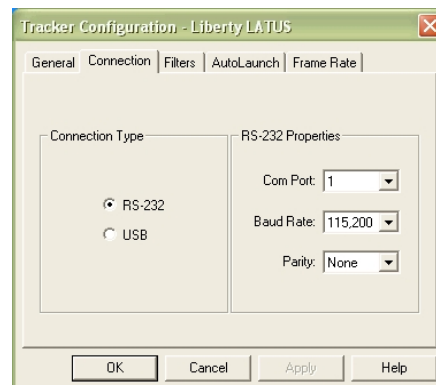 Tracker Configuration - Liberty LATUS
General Connection Filters AutoLaunch Frame Rate
Connection Type
RS-232
USB
RS-232 Properties
Com Port: 1
Baud Rate: 115,200
Parity: None
OK Cancel Apply Help